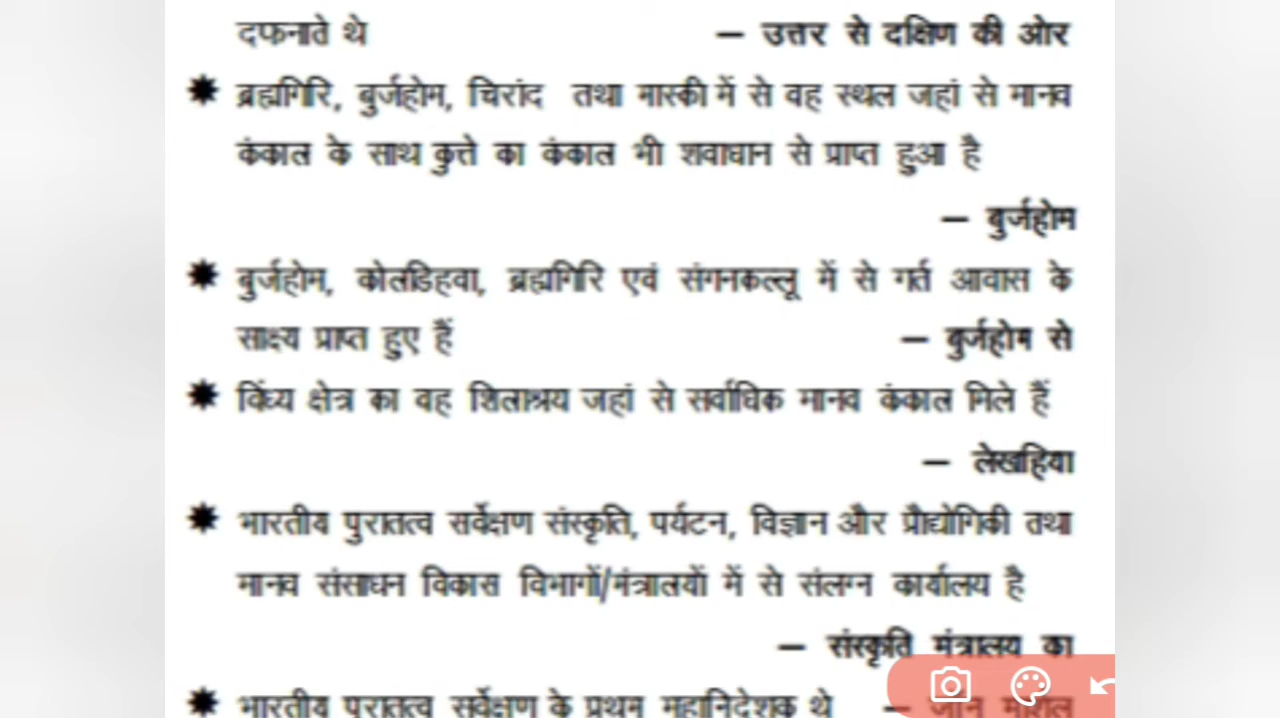 दफनाते थे — उत्तर से दक्षिण की ओर
✸ ब्रह्मगिरि, बुर्जहोम, चिरांद तथा मास्की में से वह स्थल जहां से मानव
कंकाल के साथ कुत्ते का कंकाल भी शवाधान से प्राप्त हुआ है
— बुर्जहोम
✸ बुर्जहोम, कोलडिहवा, ब्रह्मगिरि एवं संगनकल्लू में से गर्त आवास के
साक्ष्य प्राप्त हुए हैं — बुर्जहोम से
✸ विंध्य क्षेत्र का वह शिलाश्रय जहां से सर्वाधिक मानव कंकाल मिले हैं
— लेखहिया
✸ भारतीय पुरातत्व सर्वेक्षण संस्कृति, पर्यटन, विज्ञान और प्रौद्योगिकी तथा
मानव संसाधन विकास विभागों/मंत्रालयों में से संलग्न कार्यालय है
— संस्कृति मंत्रालय का
✸ भारतीय पुरातत्व सर्वेक्षण के प्रथम महानिदेशक थे — जॉन मार्शल